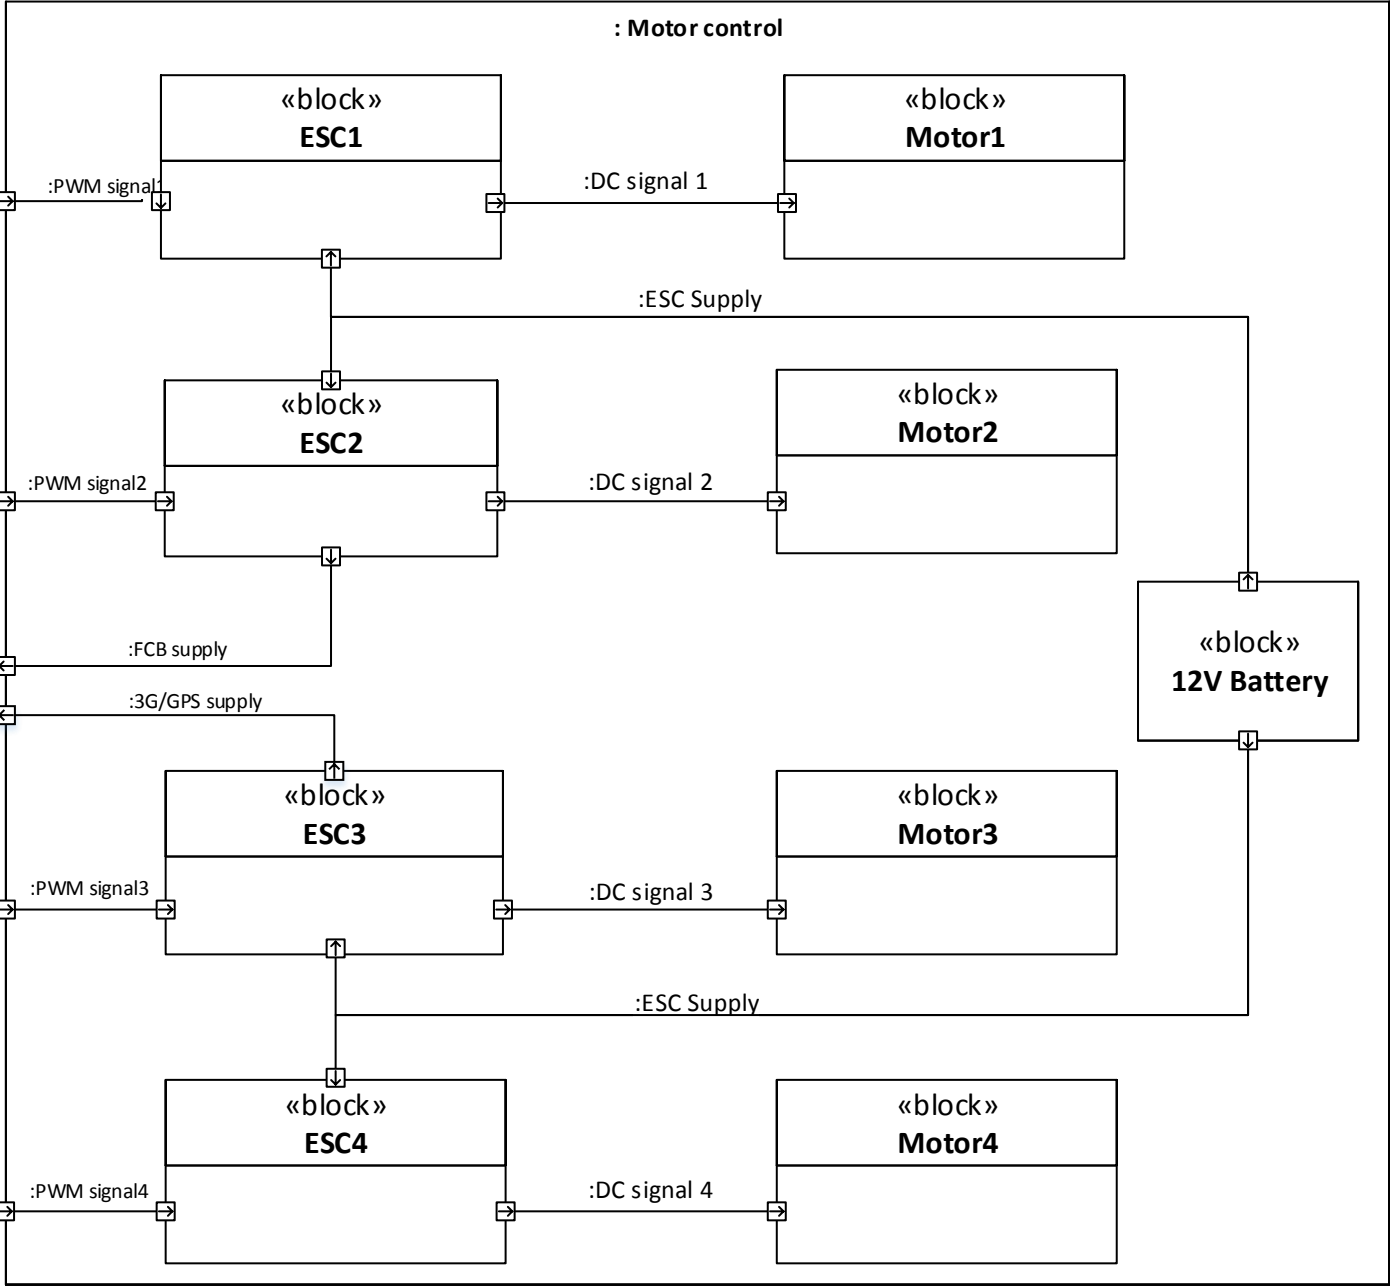 : Motor control
«block»
ESC1
«block»
Motor1
:PWM signal1
:DC signal 1
:ESC Supply
«block»
ESC2
«block»
Motor2
:PWM signal2
:DC signal 2
:FCB supply
«block»
12V Battery
:3G/GPS supply
«block»
ESC3
«block»
Motor3
:PWM signal3
:DC signal 3
:ESC Supply
«block»
ESC4
«block»
Motor4
:PWM signal4
:DC signal 4